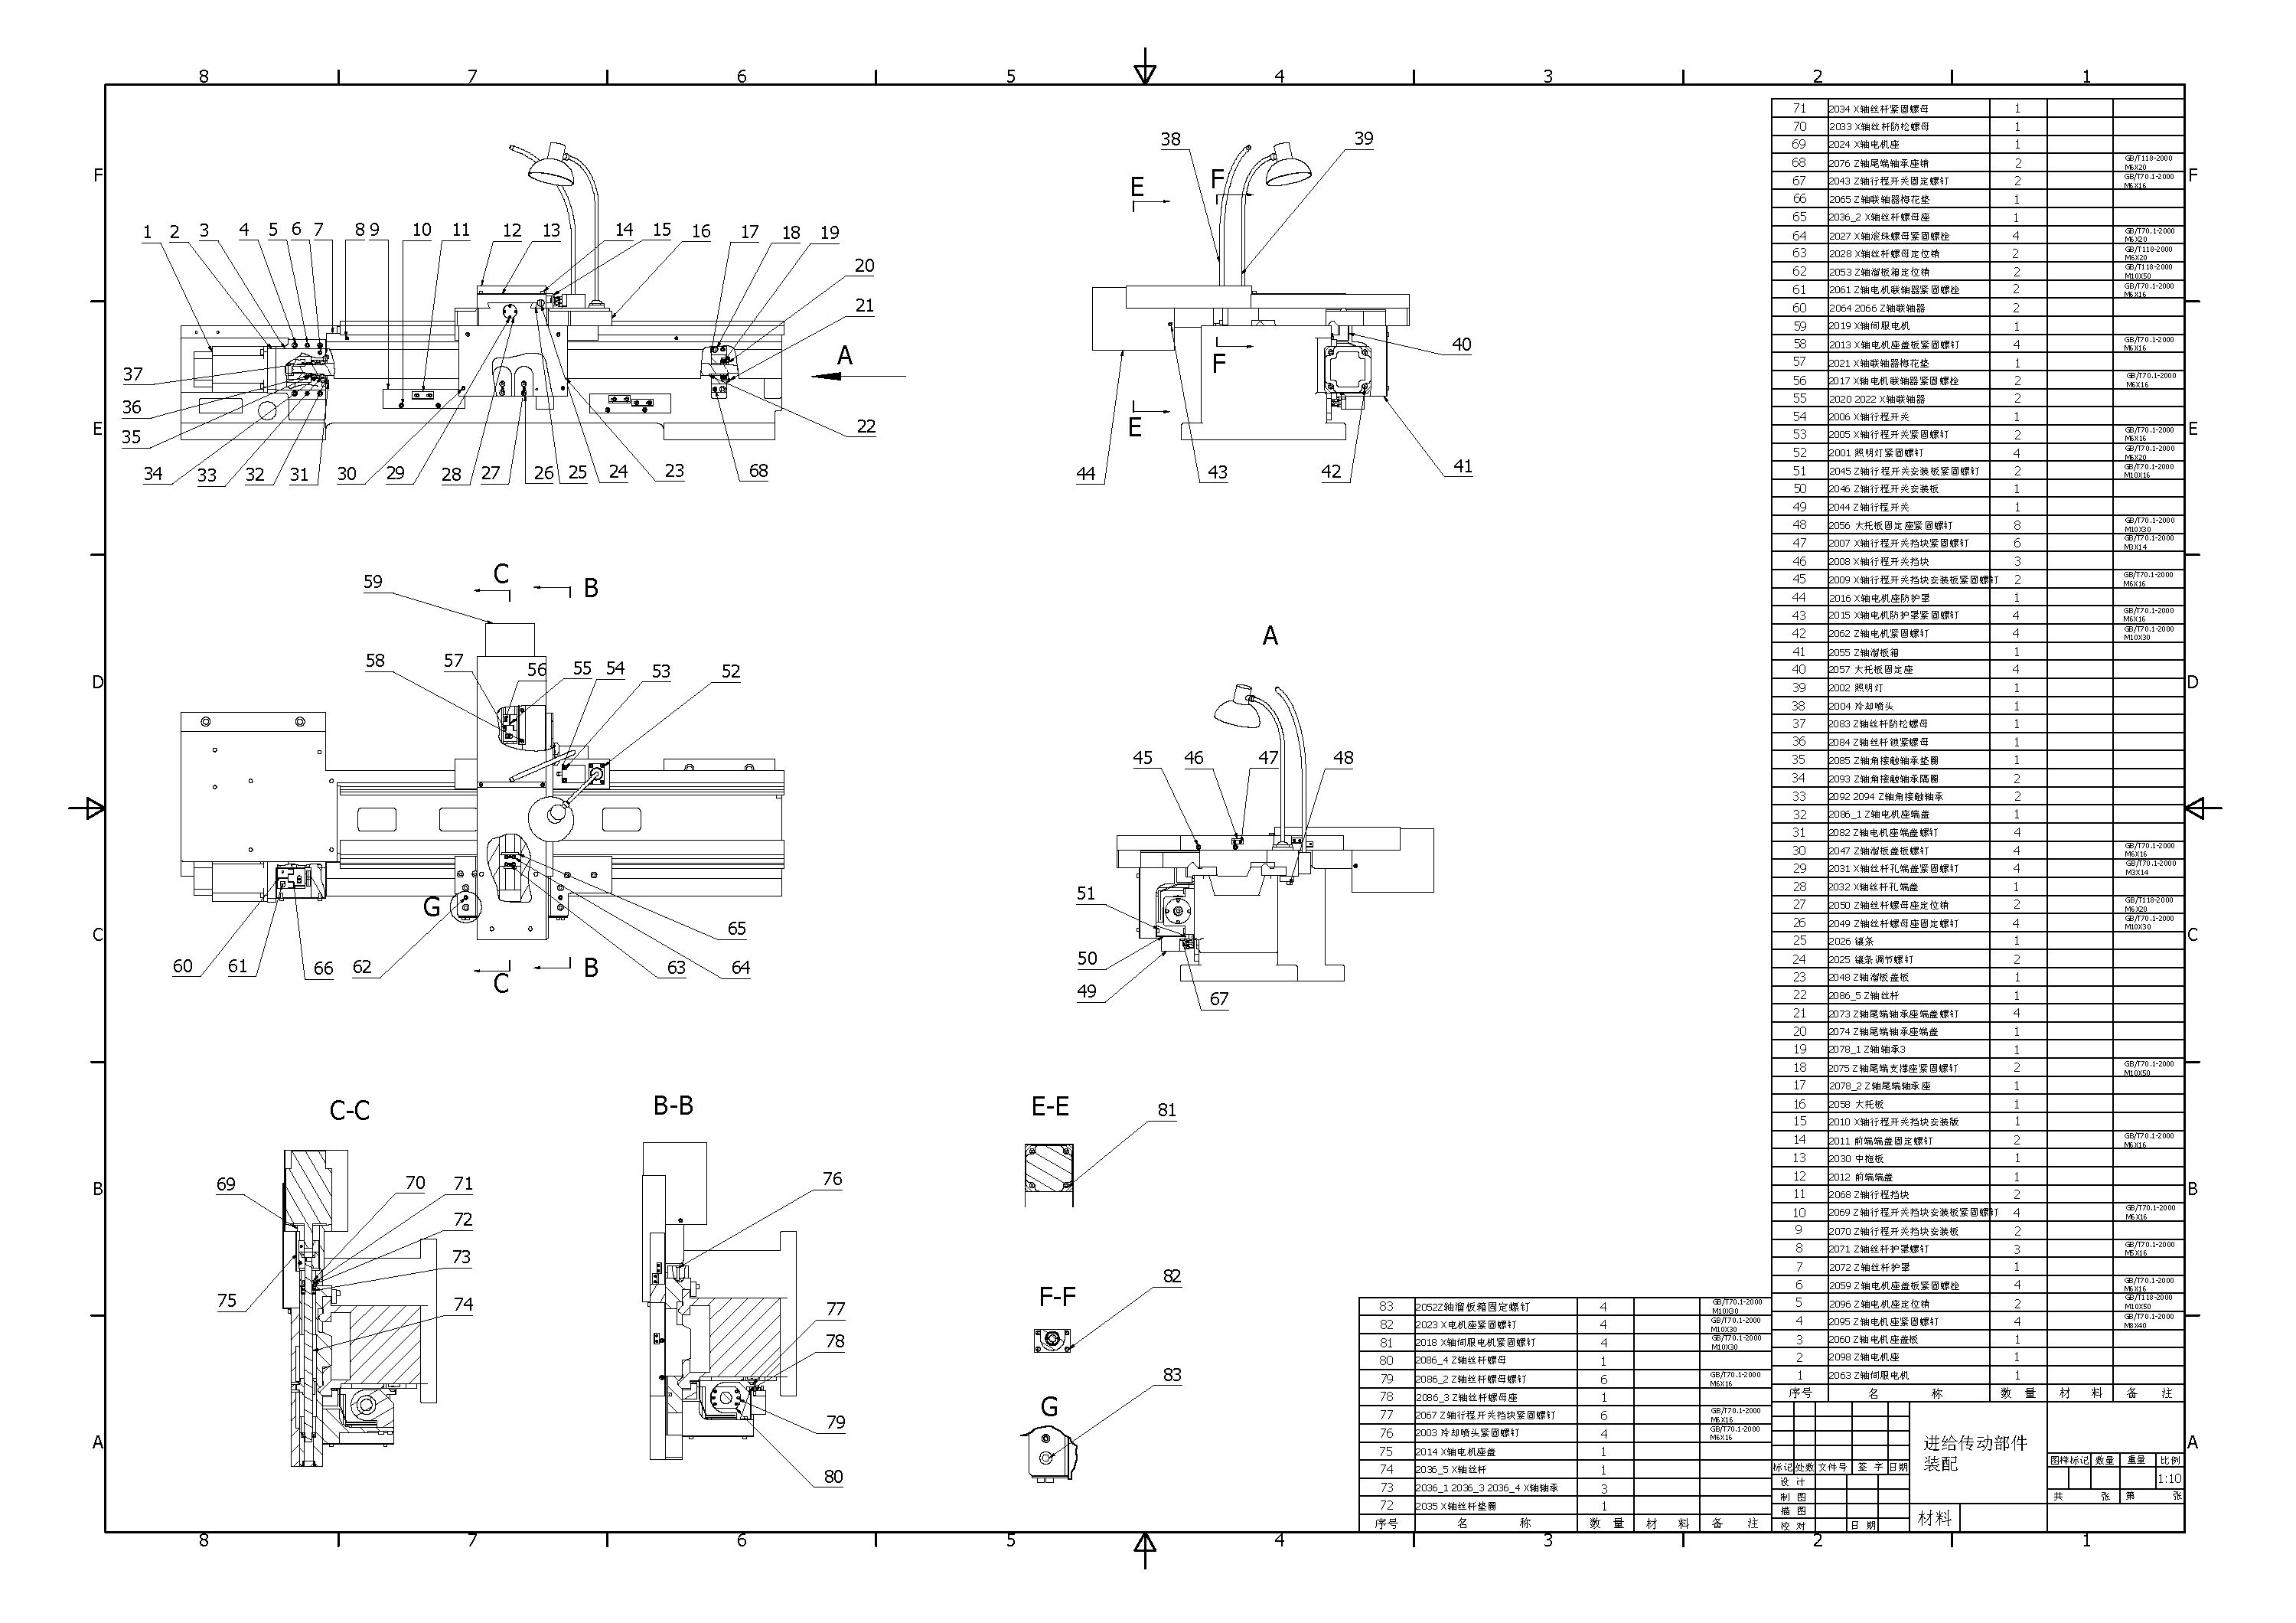 8 7 6 5 4 3 2 1
F
E
D
C
B
A
F
E
D
C
B
A
1 2 3 4 5 6 7 8 9 10 11 12 13 14 15 16 17 18 19
20
21
A
37
36
35
22
34 33 32 31 30 29 28 27 26 25 24 23 68
38 39
E F
F 40
E
44 43 42 41
59 C B
58 57 56 55 54 53 52
G
65
60 61 66 62 C B 63 64
A
45 46 47 48
51
50
49 67
C-C
69 70 71
72
73
75 74
B-B
76
77
78
79
80
E-E
81
F-F
82
G
83
71 2034 X轴丝杆紧固螺母 1
70 2033 X轴丝杆防松螺母 1
69 2024 X轴电机座 1
68 2076 Z轴尾端轴承座销 2 GB/T118-2000 M6X20
67 2043 Z轴行程开关固定螺钉 2 GB/T70.1-2000 M6X16
66 2065 Z轴联轴器梅花垫 1
65 2036_2 X轴丝杆螺母座 1
64 2027 X轴滚珠螺母紧固螺栓 4 GB/T70.1-2000 M6X20
63 2028 X轴丝杆螺母定位销 2 GB/T118-2000 M6X20
62 2053 Z轴溜板箱定位销 2 GB/T118-2000 M10X50
61 2061 Z轴电机联轴器紧固螺栓 2 GB/T70.1-2000 M6X16
60 2064 2066 Z轴联轴器 2
59 2019 X轴伺服电机 1
58 2013 X轴电机座盖板紧固螺钉 4 GB/T70.1-2000 M6X16
57 2021 X轴联轴器梅花垫 1
56 2017 X轴电机联轴器紧固螺栓 2 GB/T70.1-2000 M6X16
55 2020 2022 X轴联轴器 2
54 2006 X轴行程开关 1
53 2005 X轴行程开关紧固螺钉 2 GB/T70.1-2000 M6X16
52 2001 照明灯紧固螺钉 4 GB/T70.1-2000 M6X20
51 2045 Z轴行程开关安装板紧固螺钉 2 GB/T70.1-2000 M10X16
50 2046 Z轴行程开关安装板 1
49 2044 Z轴行程开关 1
48 2056 大托板固定座紧固螺钉 8 GB/T70.1-2000 M10X30
47 2007 X轴行程开关挡块紧固螺钉 6 GB/T70.1-2000 M3X14
46 2008 X轴行程开关挡块 3
45 2009 X轴行程开关挡块安装板紧固螺钉 2 GB/T70.1-2000 M6X16
44 2016 X轴电机座防护罩 1
43 2015 X轴电机防护罩紧固螺钉 4 GB/T70.1-2000 M6X16
42 2062 Z轴电机紧固螺钉 4 GB/T70.1-2000 M10X30
41 2055 Z轴溜板箱 1
40 2057 大托板固定座 4
39 2002 照明灯 1
38 2004 冷却喷头 1
37 2083 Z轴丝杆防松螺母 1
36 2084 Z轴丝杆锁紧螺母 1
35 2085 Z轴角接触轴承垫圈 1
34 2093 Z轴角接触轴承隔圈 2
33 2092 2094 Z轴角接触轴承 2
32 2086_1 Z轴电机座端盖 1
31 2082 Z轴电机座端盖螺钉 4
30 2047 Z轴溜板盖板螺钉 4 GB/T70.1-2000 M6X16
29 2031 X轴丝杆孔端盖紧固螺钉 4 GB/T70.1-2000 M3X14
28 2032 X轴丝杆孔端盖 1
27 2050 Z轴丝杆螺母座定位销 2 GB/T118-2000 M6X20
26 2049 Z轴丝杆螺母座固定螺钉 4 GB/T70.1-2000 M10X30
25 2026 镶条 1
24 2025 镶条调节螺钉 2
23 2048 Z轴溜板盖板 1
22 2086_5 Z轴丝杆 1
21 2073 Z轴尾端轴承座端盖螺钉 4
20 2074 Z轴尾端轴承座端盖 1
19 2078_1 Z轴轴承3 1
18 2075 Z轴尾端支撑座紧固螺钉 2 GB/T70.1-2000 M10X50
17 2078_2 Z轴尾端轴承座 1
16 2058 大托板 1
15 2010 X轴行程开关挡块安装版 1
14 2011 前端端盖固定螺钉 2 GB/T70.1-2000 M6X16
13 2030 中拖板 1
12 2012 前端端盖 1
11 2068 Z轴行程挡块 2
10 2069 Z轴行程开关挡块安装板紧固螺钉 4 GB/T70.1-2000 M6X16
9 2070 Z轴行程开关挡块安装板 2
8 2071 Z轴丝杆护罩螺钉 3 GB/T70.1-2000 M5X16
7 2072 Z轴丝杆护罩 1
6 2059 Z轴电机座盖板紧固螺栓 4 GB/T70.1-2000 M6X16
5 2096 Z轴电机座定位销 2 GB/T118-2000 M10X50
4 2095 Z轴电机座紧固螺钉 4 GB/T70.1-2000 M8X40
3 2060 Z轴电机座盖板 1
2 2098 Z轴电机座 1
1 2063 Z轴伺服电机 1
序号 名 称 数 量 材 料 备 注
83 2052Z轴溜板箱固定螺钉 4 GB/T70.1-2000 M10X30
82 2023 X电机座紧固螺钉 4 GB/T70.1-2000 M10X30
81 2018 X轴伺服电机紧固螺钉 4 GB/T70.1-2000 M10X30
80 2086_4 Z轴丝杆螺母 1
79 2086_2 Z轴丝杆螺母螺钉 6 GB/T70.1-2000 M6X16
78 2086_3 Z轴丝杆螺母座 1
77 2067 Z轴行程开关挡块紧固螺钉 6 GB/T70.1-2000 M6X16
76 2003 冷却喷头紧固螺钉 4 GB/T70.1-2000 M6X16
75 2014 X轴电机座盖 1
74 2036_5 X轴丝杆 1
73 2036_1 2036_3 2036_4 X轴轴承 3
72 2035 X轴丝杆垫圈 1
序号 名 称 数 量 材 料 备 注
进给传动部件
装配
标记 处数 文件号 签 字 日期
设 计
制 图
描 图
校 对 日 期
材料
图样标记 数量 重量 比例
1:10
共 张 第 张
8 7 6 5 4 3 2 1